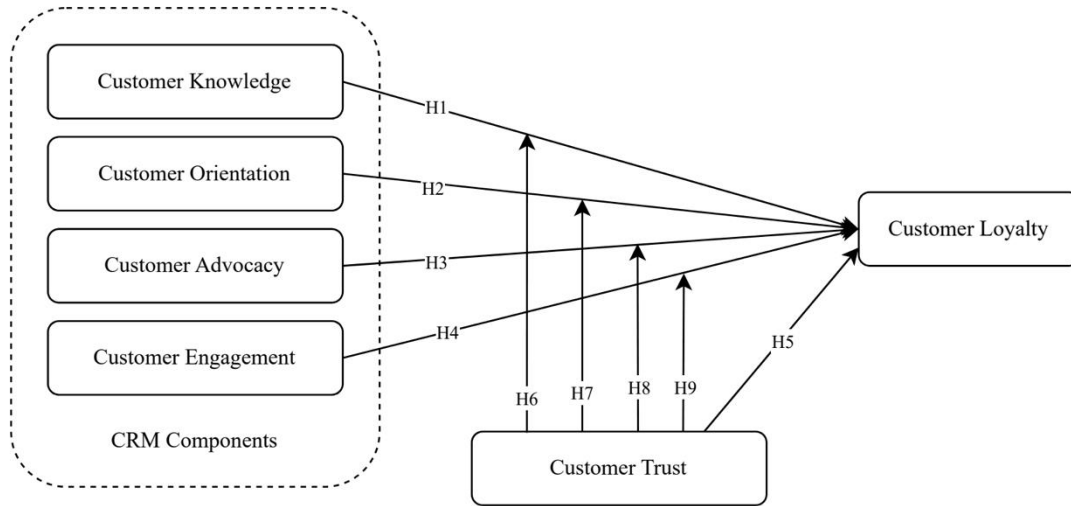 Customer Knowledge
Customer Orientation
Customer Advocacy
Customer Engagement
CRM Components
H1
H2
H3
H4
H6
H7
H8
H9
H5
Customer Trust
Customer Loyalty